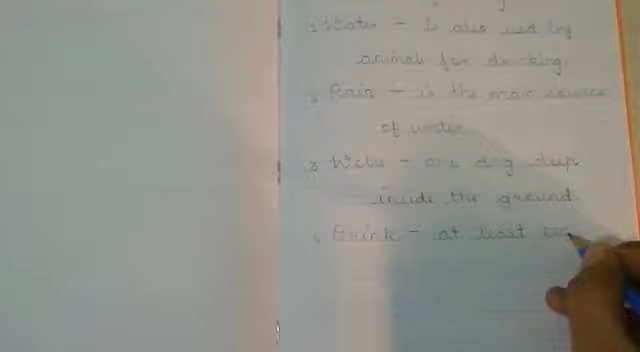 1. Water - Is also used by
animals for drinking.
2. Rain - is the main source
of water
3. Wells - are dug deep
inside the ground.
4. Drink - at least